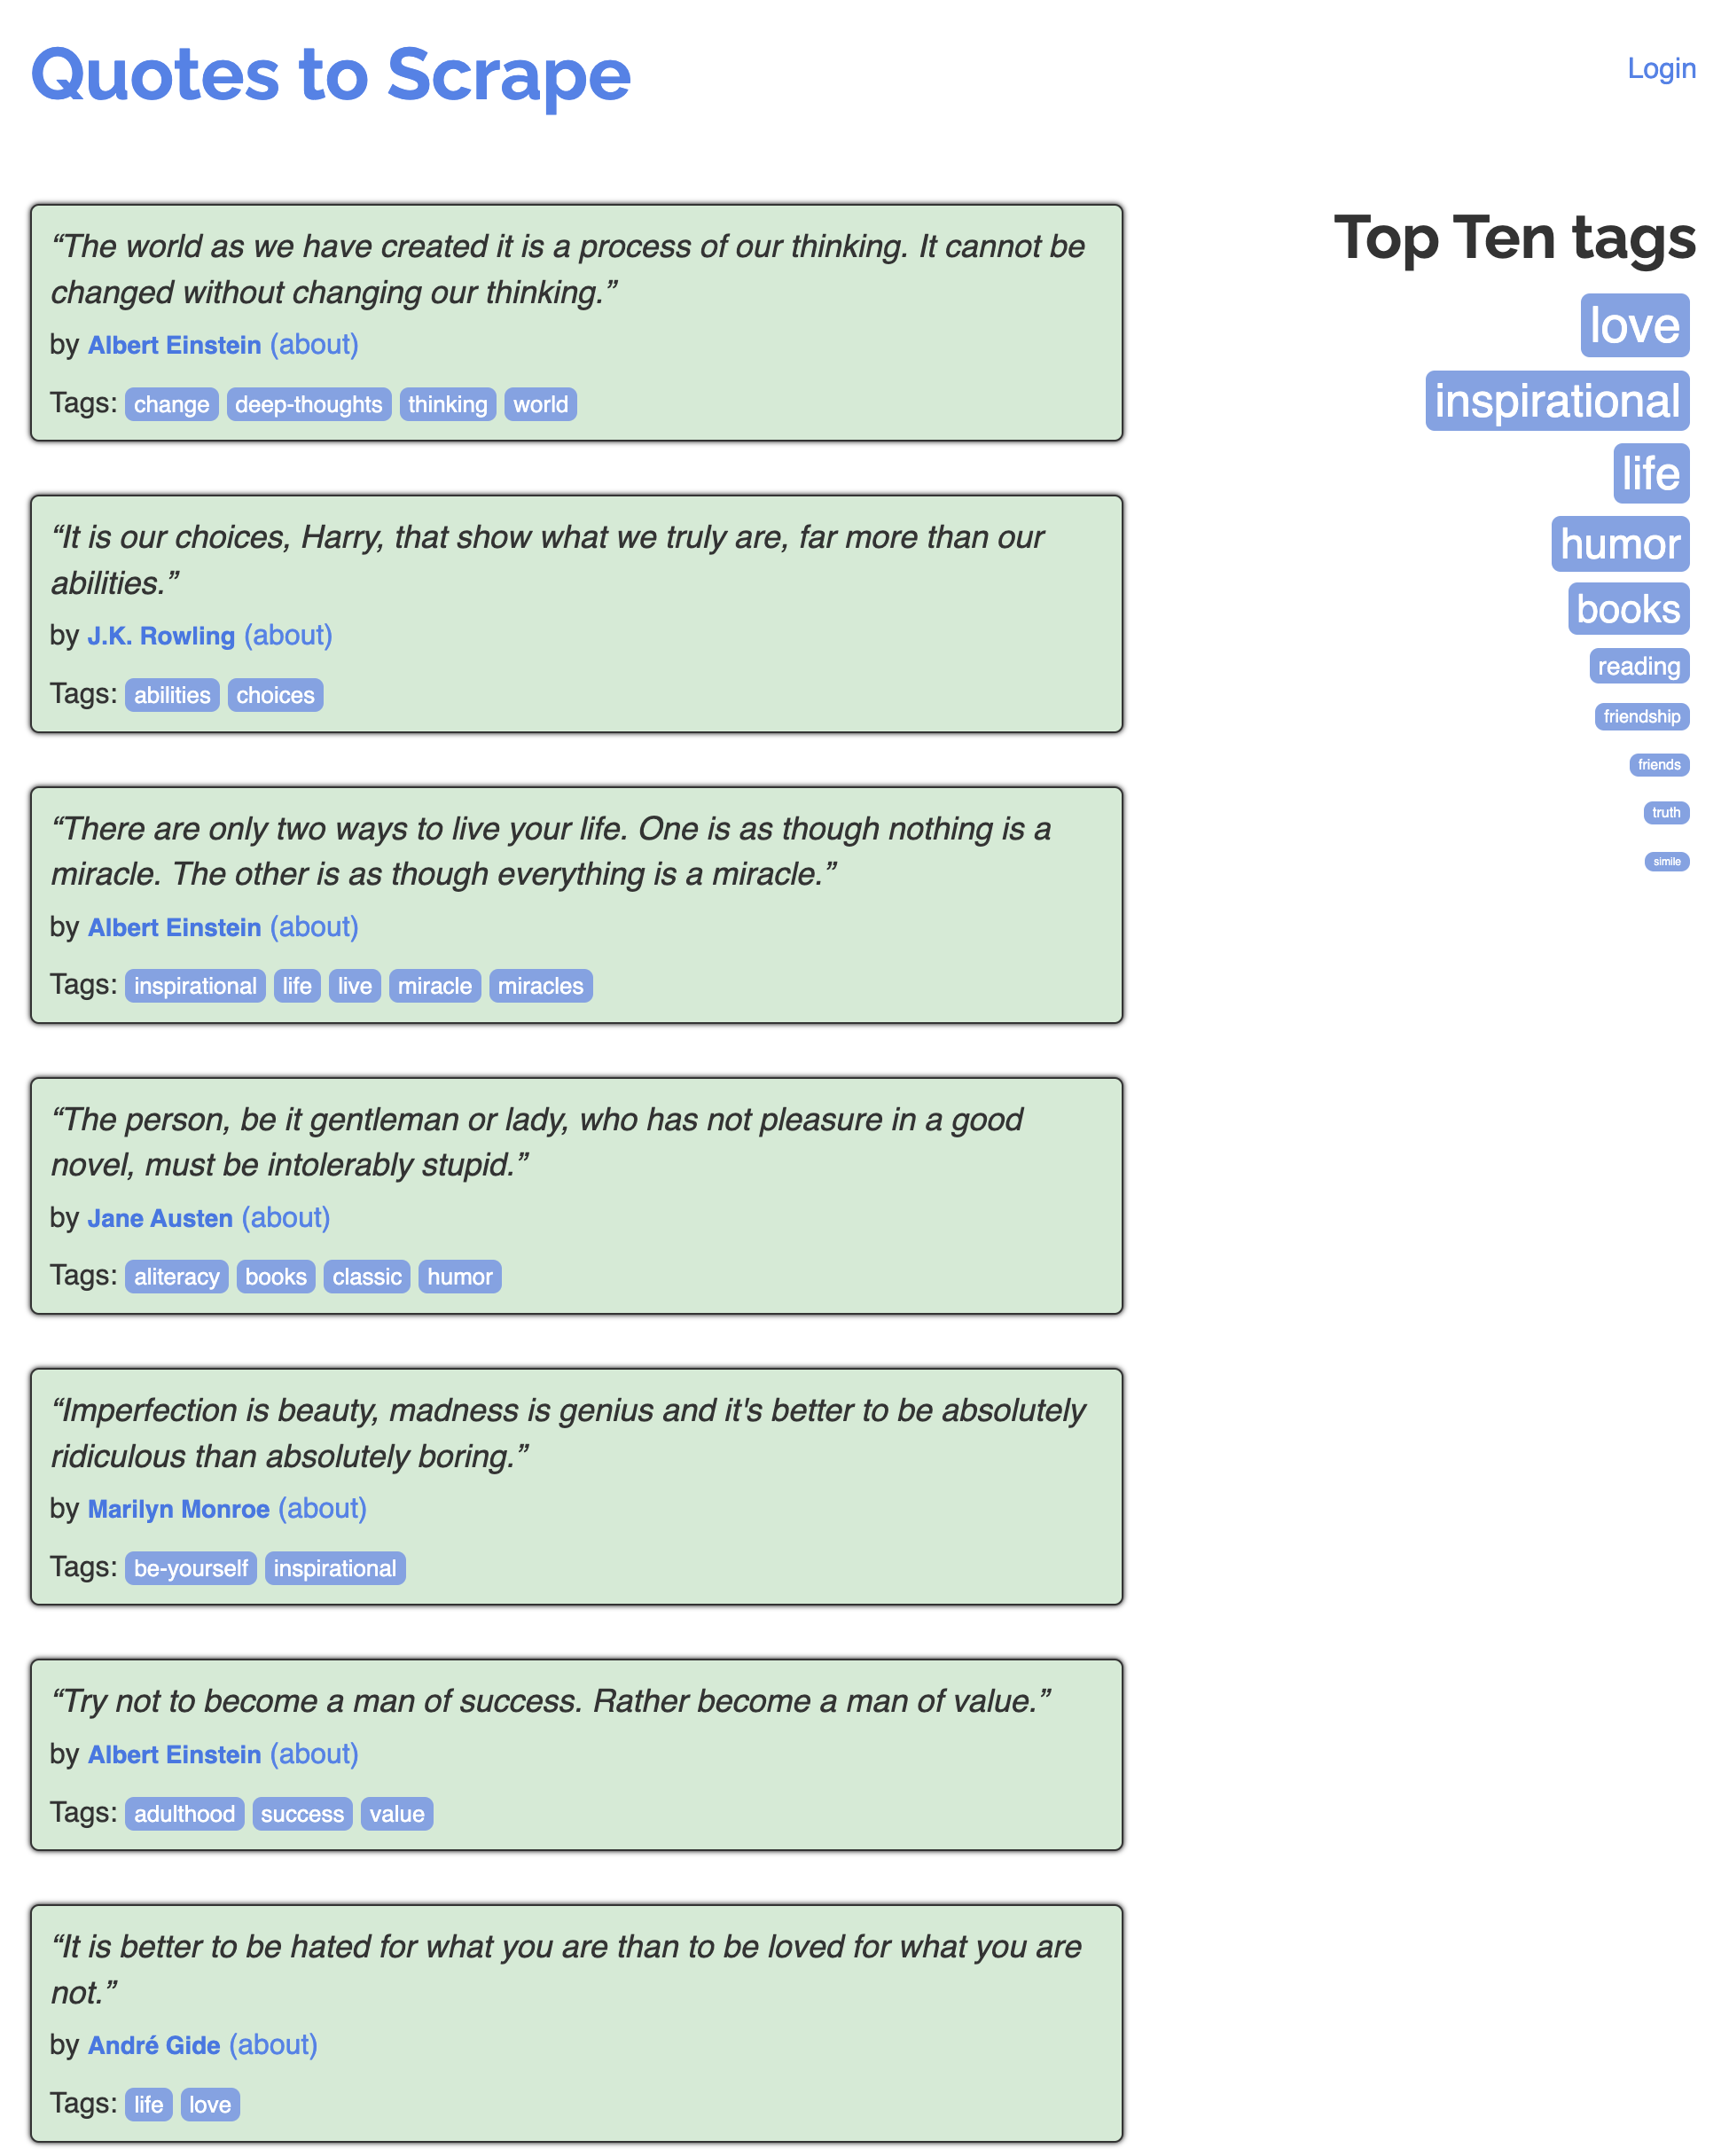 Quotes to Scrape
Login
“The world as we have created it is a process of our thinking. It cannot be
changed without changing our thinking.”
by Albert Einstein (about)
Tags: change deep-thoughts thinking world
“It is our choices, Harry, that show what we truly are, far more than our
abilities.”
by J.K. Rowling (about)
Tags: abilities choices
“There are only two ways to live your life. One is as though nothing is a
miracle. The other is as though everything is a miracle.”
by Albert Einstein (about)
Tags: inspirational life live miracle miracles
“The person, be it gentleman or lady, who has not pleasure in a good
novel, must be intolerably stupid.”
by Jane Austen (about)
Tags: aliteracy books classic humor
“Imperfection is beauty, madness is genius and it's better to be absolutely
ridiculous than absolutely boring.”
by Marilyn Monroe (about)
Tags: be-yourself inspirational
“Try not to become a man of success. Rather become a man of value.”
by Albert Einstein (about)
Tags: adulthood success value
“It is better to be hated for what you are than to be loved for what you are
not.”
by André Gide (about)
Tags: life love
Top Ten tags
love
inspirational
life
humor
books
reading
friendship
friends
truth
simile